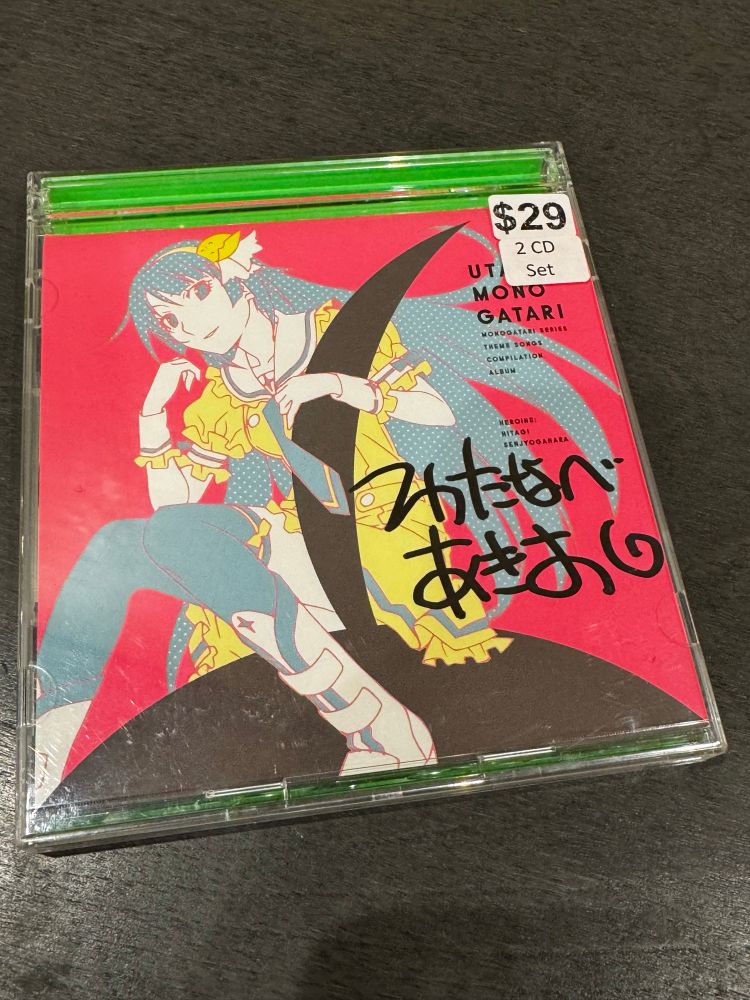 $29
2 CD
Set
UTA
MONO
GATARI
MONOGATARI SERIES
THEME SONGS
COMPILATION
ALBUM
HEROINE:
HITAGI
SENJYOGAHARA
わたなべ
あきお